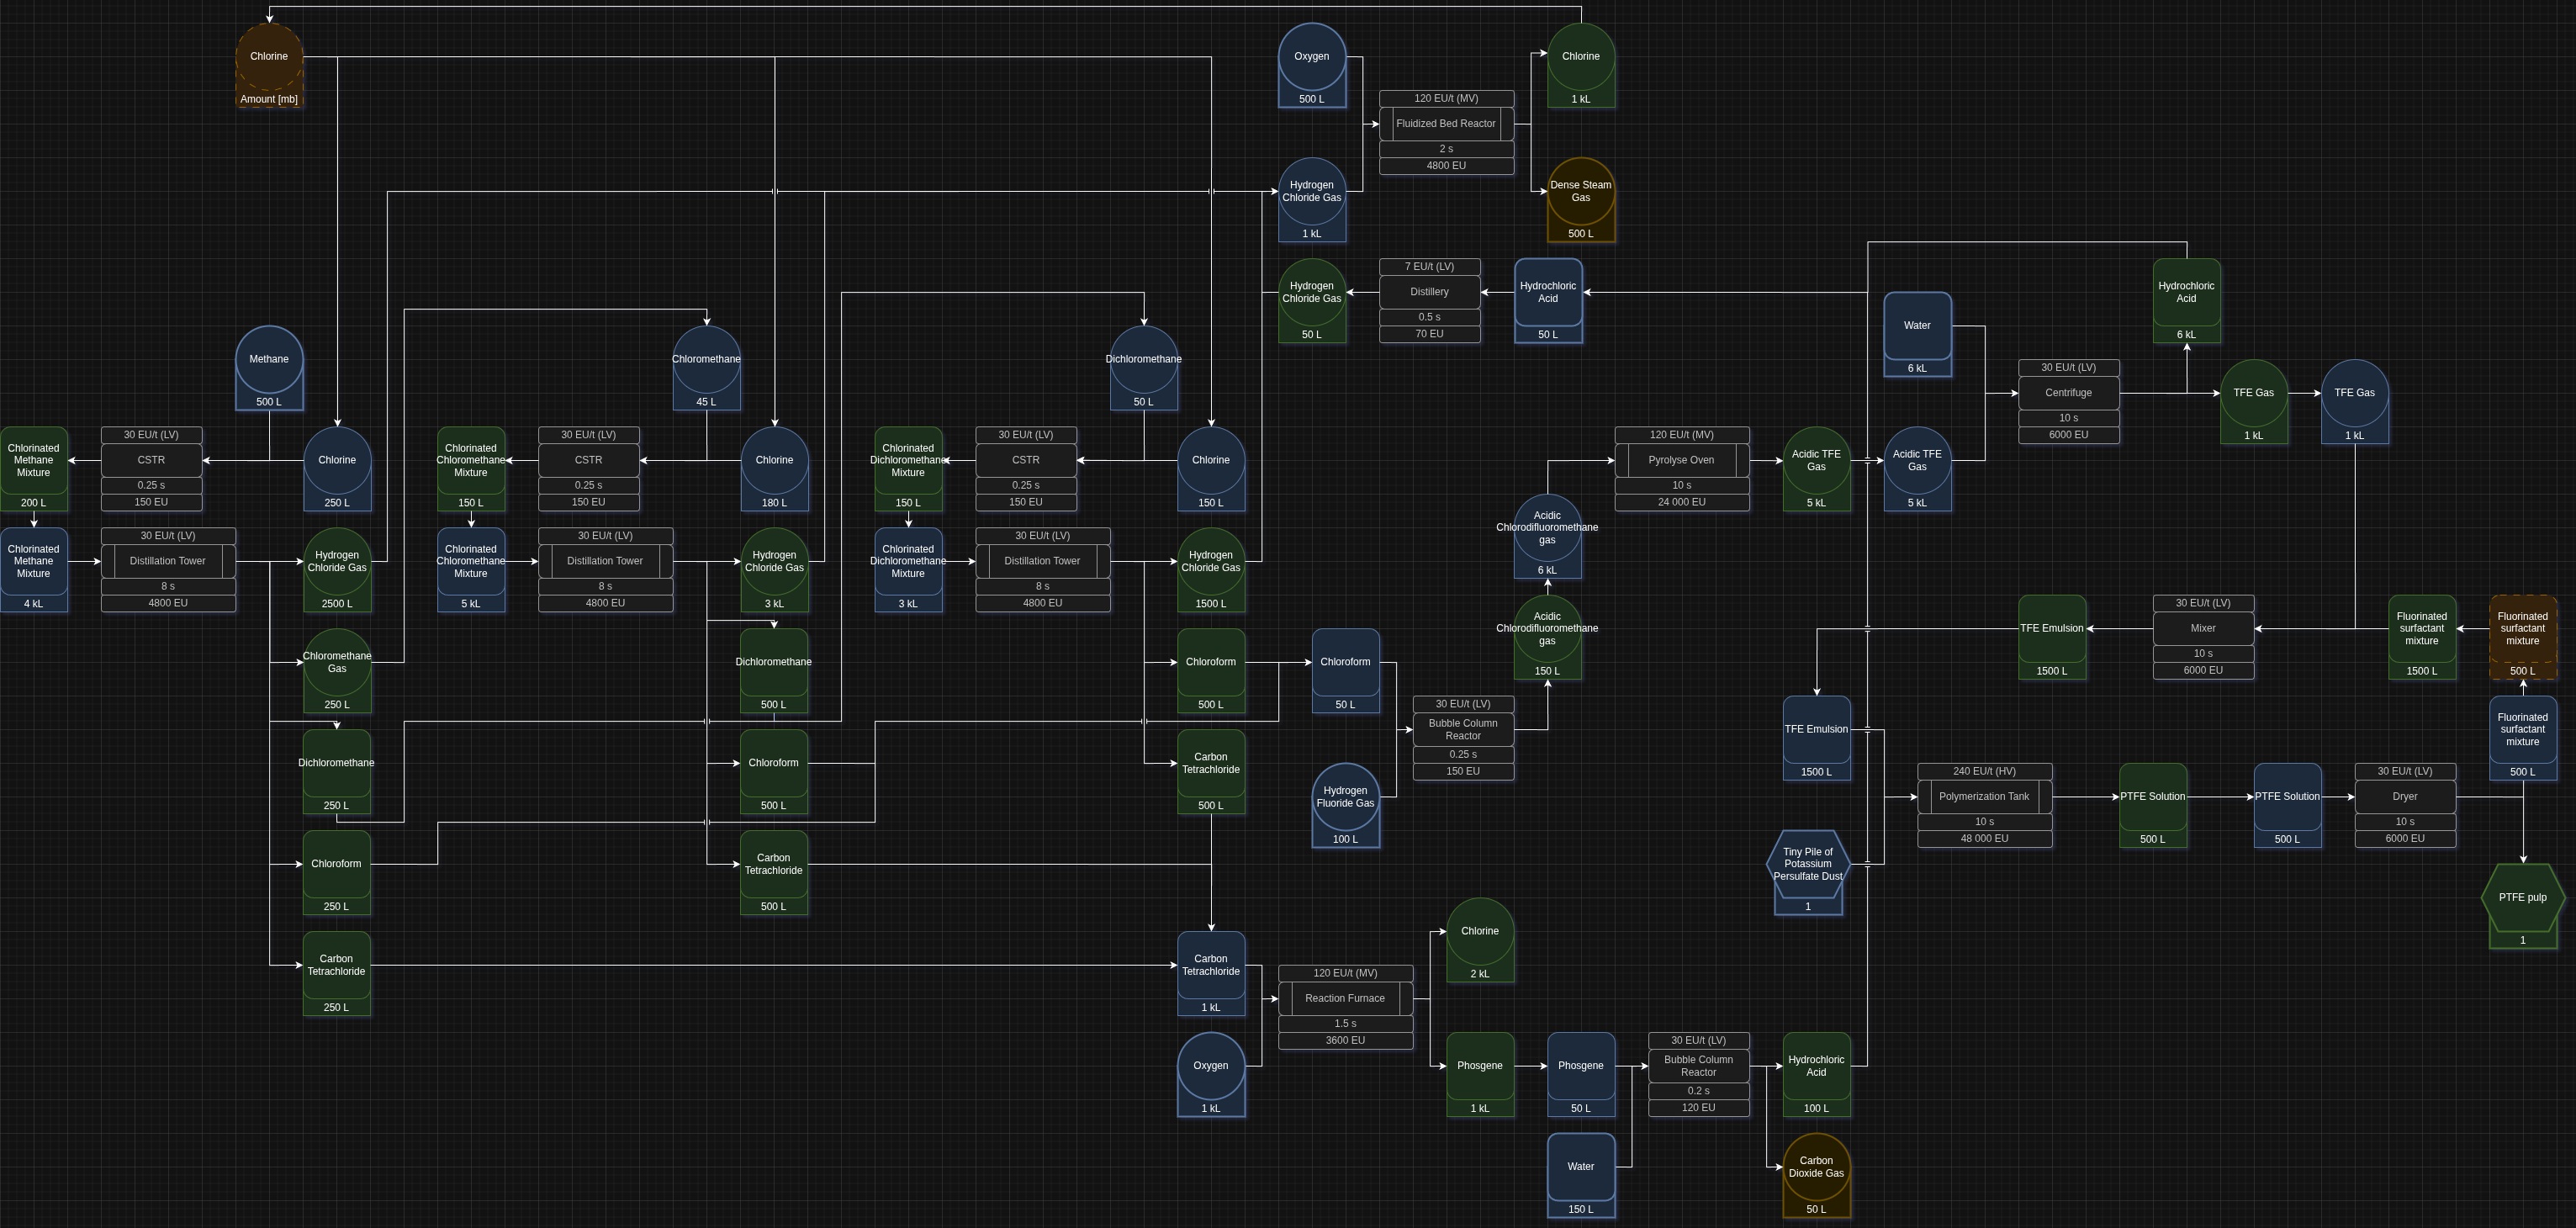 Chlorine
Amount [mb]
Oxygen
500 L
120 EU/t (MV)
Fluidized Bed Reactor
2 s
4800 EU
Chlorine
1 kL
Hydrogen
Chloride Gas
1 kL
Dense Steam
Gas
500 L
Hydrogen
Chloride Gas
50 L
7 EU/t (LV)
Distillery
0.5 s
70 EU
Hydrochloric
Acid
50 L
Water
6 kL
Hydrochloric
Acid
6 kL
Methane
500 L
Chloromethane
45 L
Dichloromethane
50 L
30 EU/t (LV)
Centrifuge
10 s
6000 EU
TFE Gas
1 kL
TFE Gas
1 kL
Chlorinated
Methane
Mixture
200 L
30 EU/t (LV)
CSTR
0.25 s
150 EU
Chlorine
250 L
Chlorinated
Chloromethane
Mixture
150 L
30 EU/t (LV)
CSTR
0.25 s
150 EU
Chlorine
180 L
Chlorinated
Dichloromethane
Mixture
150 L
30 EU/t (LV)
CSTR
0.25 s
150 EU
Chlorine
150 L
120 EU/t (MV)
Pyrolyse Oven
10 s
24 000 EU
Acidic TFE
Gas
5 kL
Acidic TFE
Gas
5 kL
Acidic
Chlorodifluoromethane
gas
6 kL
Chlorinated
Methane
Mixture
4 kL
30 EU/t (LV)
Distillation Tower
8 s
4800 EU
Hydrogen
Chloride Gas
2500 L
Chlorinated
Chloromethane
Mixture
5 kL
30 EU/t (LV)
Distillation Tower
8 s
4800 EU
Hydrogen
Chloride Gas
3 kL
Chlorinated
Dichloromethane
Mixture
3 kL
30 EU/t (LV)
Distillation Tower
8 s
4800 EU
Hydrogen
Chloride Gas
1500 L
Acidic
Chlorodifluoromethane
gas
150 L
TFE Emulsion
1500 L
30 EU/t (LV)
Mixer
10 s
6000 EU
Fluorinated
surfactant
mixture
1500 L
Fluorinated
surfactant
mixture
500 L
Chloromethane
Gas
250 L
Dichloromethane
500 L
Chloroform
500 L
Chloroform
50 L
30 EU/t (LV)
Bubble Column
Reactor
0.25 s
150 EU
TFE Emulsion
1500 L
Fluorinated
surfactant
mixture
500 L
Dichloromethane
250 L
Chloroform
500 L
Carbon
Tetrachloride
500 L
Hydrogen
Fluoride Gas
100 L
240 EU/t (HV)
Polymerization Tank
10 s
48 000 EU
PTFE Solution
500 L
PTFE Solution
500 L
30 EU/t (LV)
Dryer
10 s
6000 EU
Chloroform
250 L
Carbon
Tetrachloride
500 L
Tiny Pile of
Potassium
Persulfate Dust
1
PTFE pulp
1
Carbon
Tetrachloride
250 L
Carbon
Tetrachloride
1 kL
120 EU/t (MV)
Reaction Furnace
1.5 s
3600 EU
Chlorine
2 kL
Oxygen
1 kL
Phosgene
1 kL
Phosgene
50 L
30 EU/t (LV)
Bubble Column
Reactor
0.2 s
120 EU
Hydrochloric
Acid
100 L
Water
150 L
Carbon
Dioxide Gas
50 L